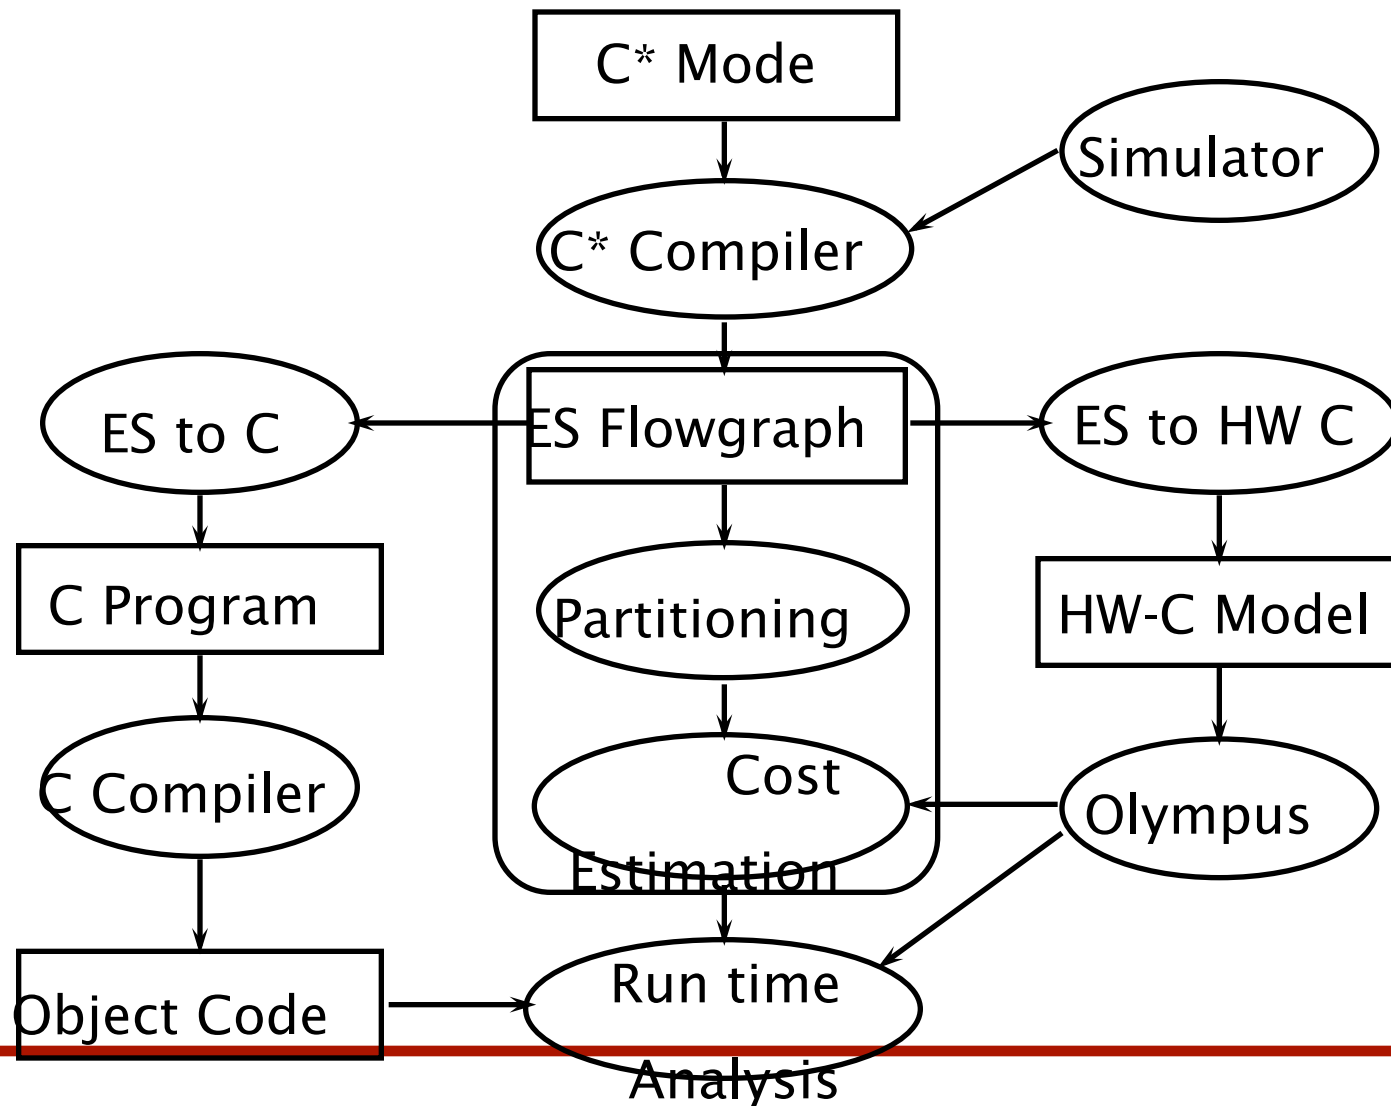 C* Mode
Simulator
C* Compiler
ES to C
ES Flowgraph
ES to HW C
C Program
Partitioning
HW-C Model
C Compiler
Cost
Estimation
Olympus
Object Code
Run time
Analysis